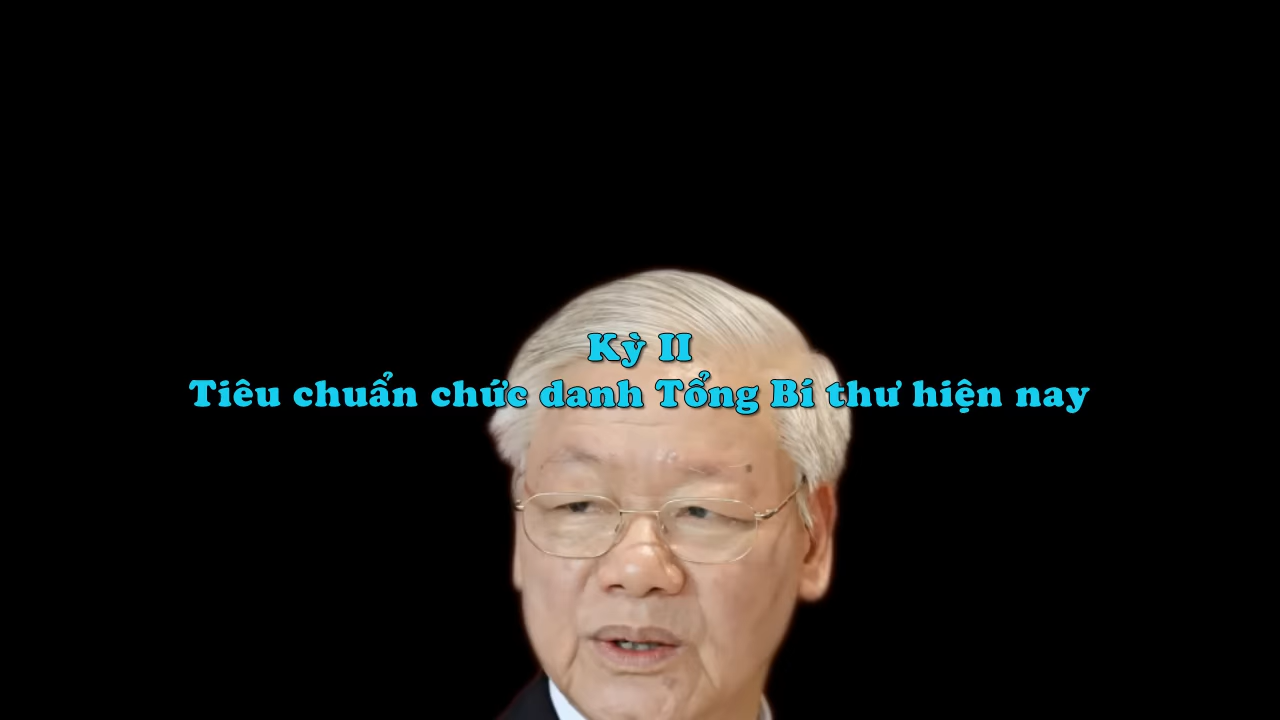 Kỳ II
Tiêu chuẩn chức danh Tổng Bí thư hiện nay